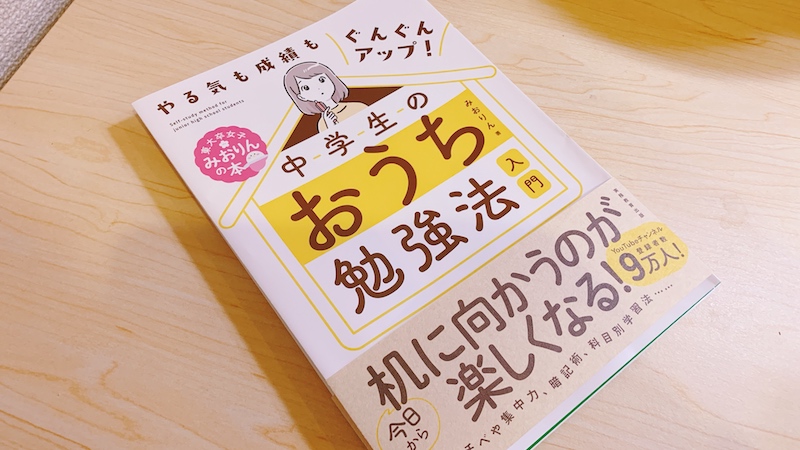 やる気も成績も
ぐんぐん
アップ!
Self-study method for
junior high school students
東大卒女子
みおりん
の本
中学生の
みおりん 著
おうち
勉強法
入門
YouTubeチャンネル
登録者数
9万人!
机に向かうのが
楽しくなる!
今日
から
べや集中力、暗記術、科目別学習法……